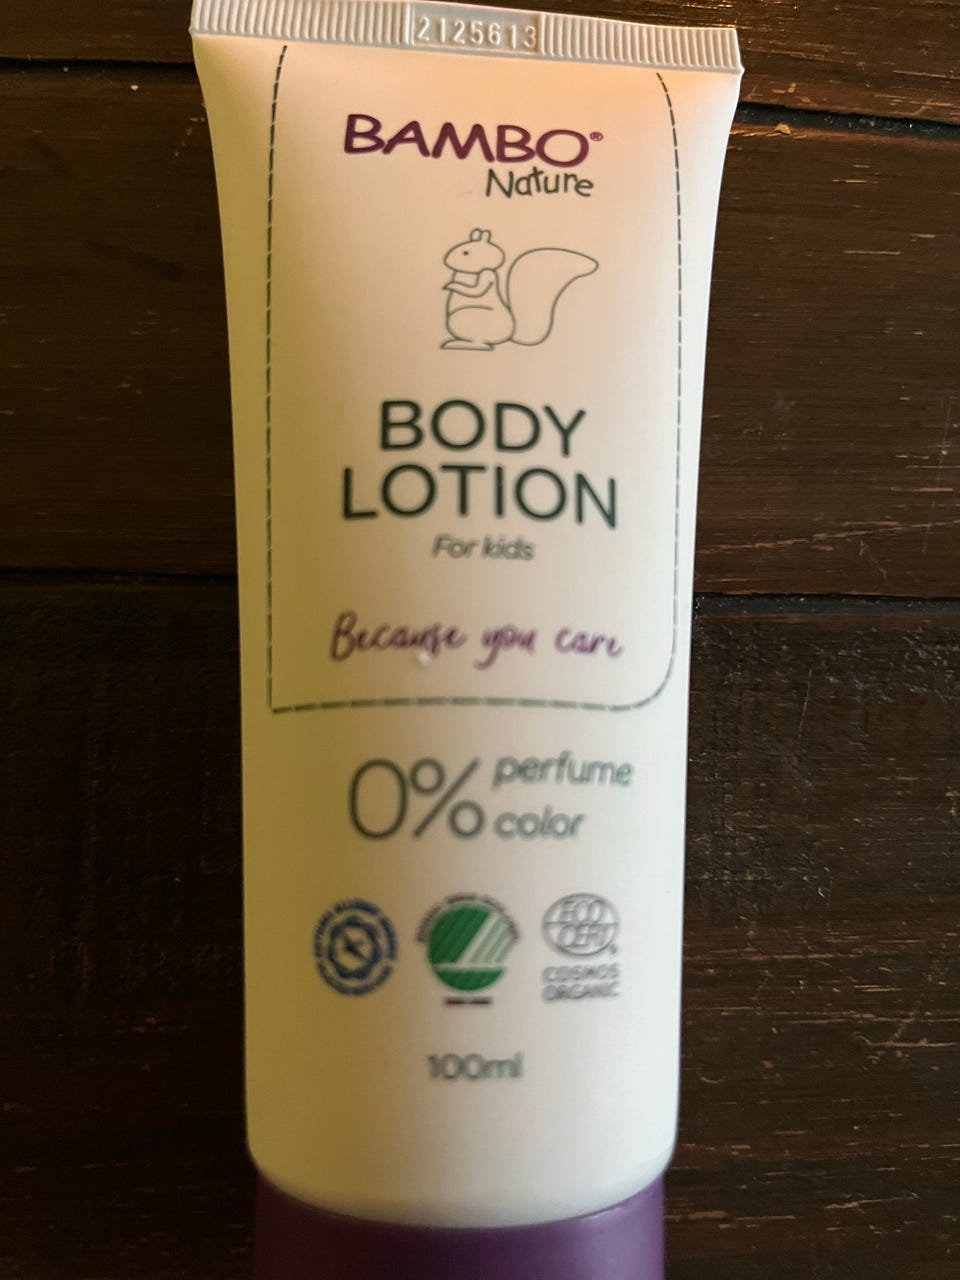 2125613
BAMBO®
Nature
BODY
LOTION
For kids
Because you care
0% perfume
color
ECO
CERT
COSMOS
ORGANIC
100ml